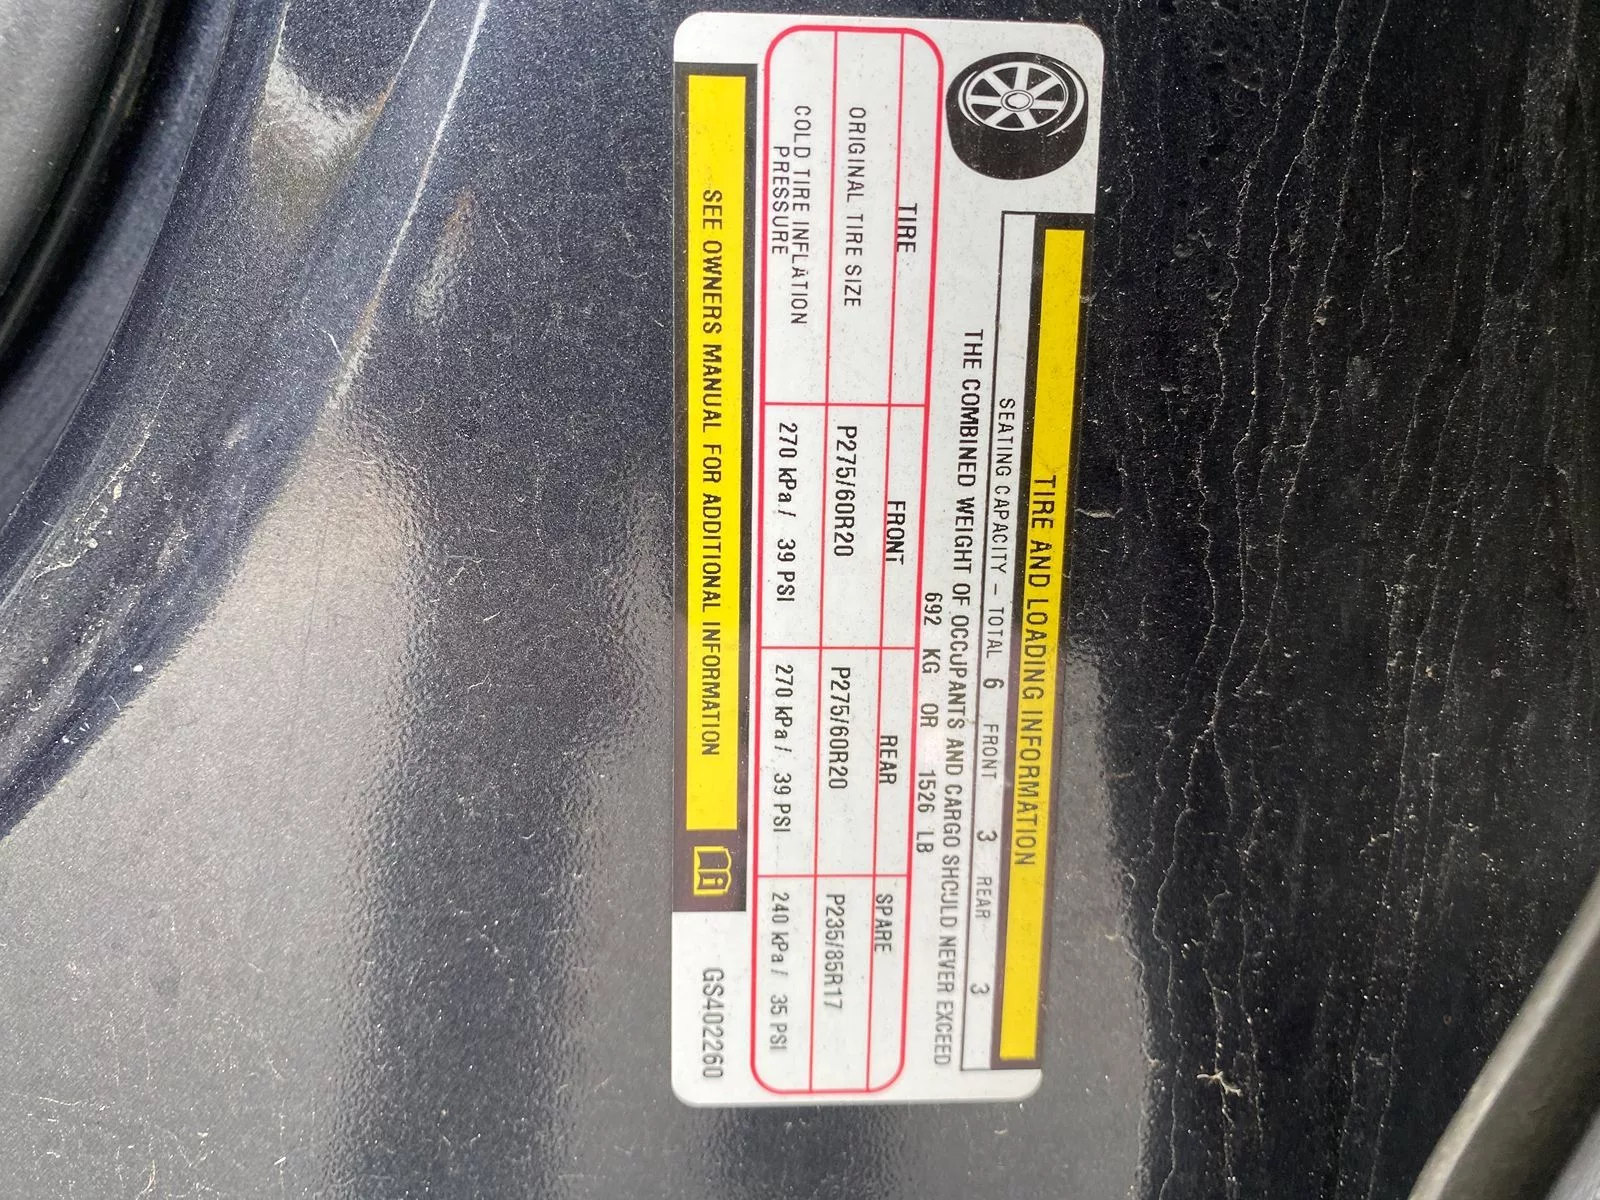 TIRE AND LOADING INFORMATION
SEATING CAPACITY - TOTAL 6 FRONT 3 REAR 3
THE COMBINED WEIGHT OF OCCUPANTS AND CARGO SHOULD NEVER EXCEED
692 KG OR 1526 LB
TIRE FRONT REAR SPARE
ORIGINAL TIRE SIZE P275/60R20 P275/60R20 P235/85R17
COLD TIRE INFLATION PRESSURE 270 kPa/ 39 PSI 270 kPa/ 39 PSI 240 kPa/ 35 PSI
SEE OWNERS MANUAL FOR ADDITIONAL INFORMATION
GS402260